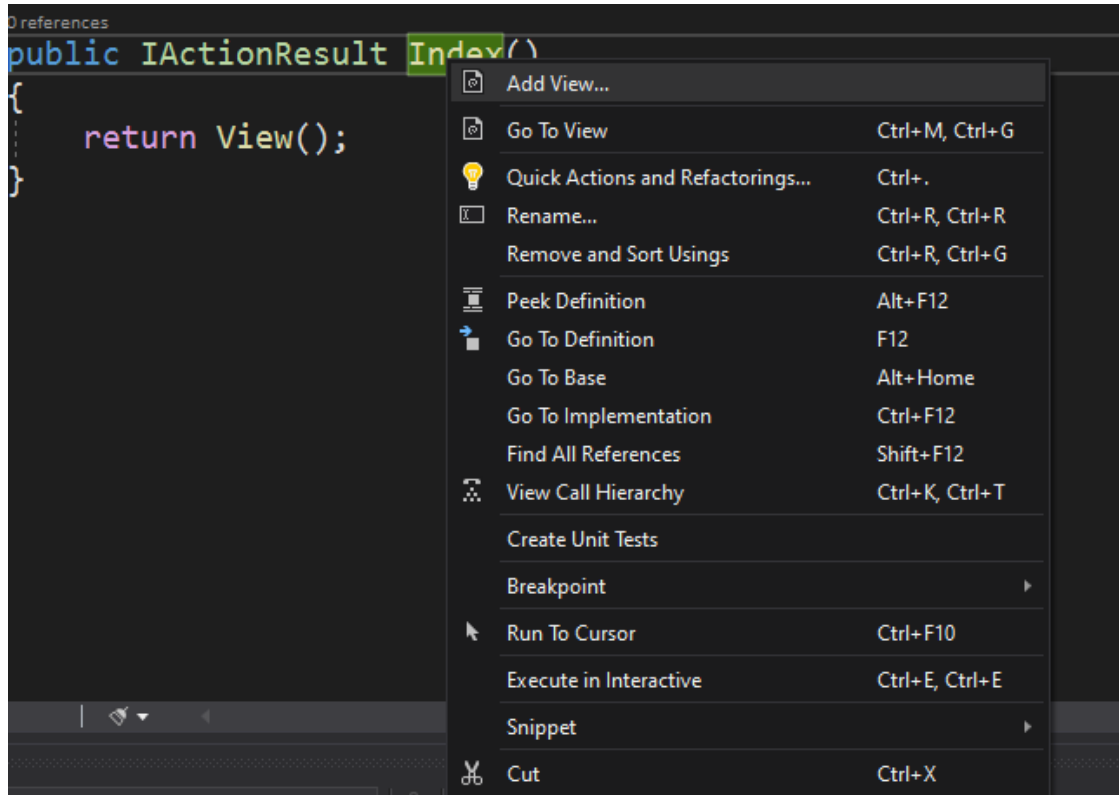 0 references
public IActionResult Index()
{
return View();
}
Add View...
Go To View Ctrl+M, Ctrl+G
Quick Actions and Refactorings... Ctrl+.
Rename... Ctrl+R, Ctrl+R
Remove and Sort Usings Ctrl+R, Ctrl+G
Peek Definition Alt+F12
Go To Definition F12
Go To Base Alt+Home
Go To Implementation Ctrl+F12
Find All References Shift+F12
View Call Hierarchy Ctrl+K, Ctrl+T
Create Unit Tests
Breakpoint
Run To Cursor Ctrl+F10
Execute in Interactive Ctrl+E, Ctrl+E
Snippet
Cut Ctrl+X